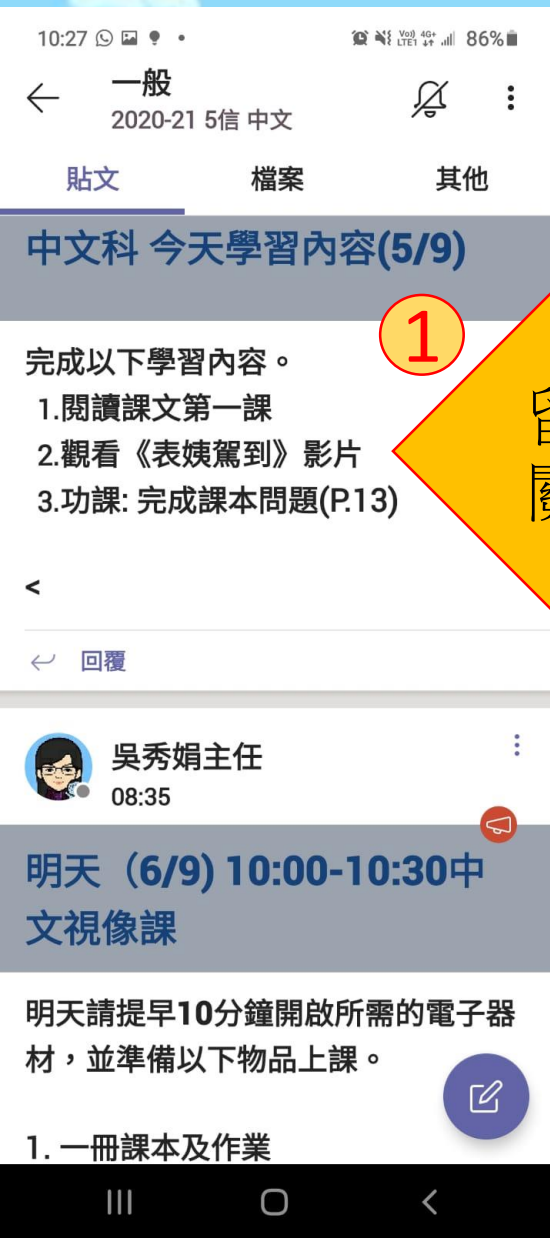 10:27 Vo)) 4G+ LTE1 86%
一般
2020-21 5信 中文
貼文 檔案 其他
中文科 今天學習內容(5/9)
1
完成以下學習內容。
1.閱讀課文第一課
2.觀看《表姨駕到》影片
3.功課: 完成課本問題(P.13)
<
回覆
吳秀娟主任
08:35
明天（6/9) 10:00-10:30中
文視像課
明天請提早10分鐘開啟所需的電子器
材，並準備以下物品上課。
1. 一冊課本及作業